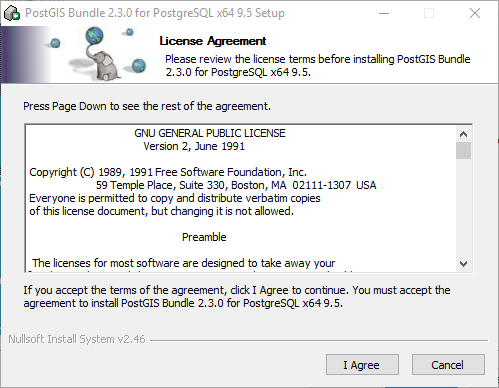 PostGIS Bundle 2.3.0 for PostgreSQL x64 9.5 Setup
License Agreement
Please review the license terms before installing PostGIS Bundle
2.3.0 for PostgreSQL x64 9.5.
Press Page Down to see the rest of the agreement.
GNU GENERAL PUBLIC LICENSE
Version 2, June 1991
Copyright (C) 1989, 1991 Free Software Foundation, Inc.
59 Temple Place, Suite 330, Boston, MA 02111-1307 USA
Everyone is permitted to copy and distribute verbatim copies
of this license document, but changing it is not allowed.
Preamble
The licenses for most software are designed to take away your
If you accept the terms of the agreement, click I Agree to continue. You must accept the
agreement to install PostGIS Bundle 2.3.0 for PostgreSQL x64 9.5.
Nullsoft Install System v2.46
I Agree
Cancel